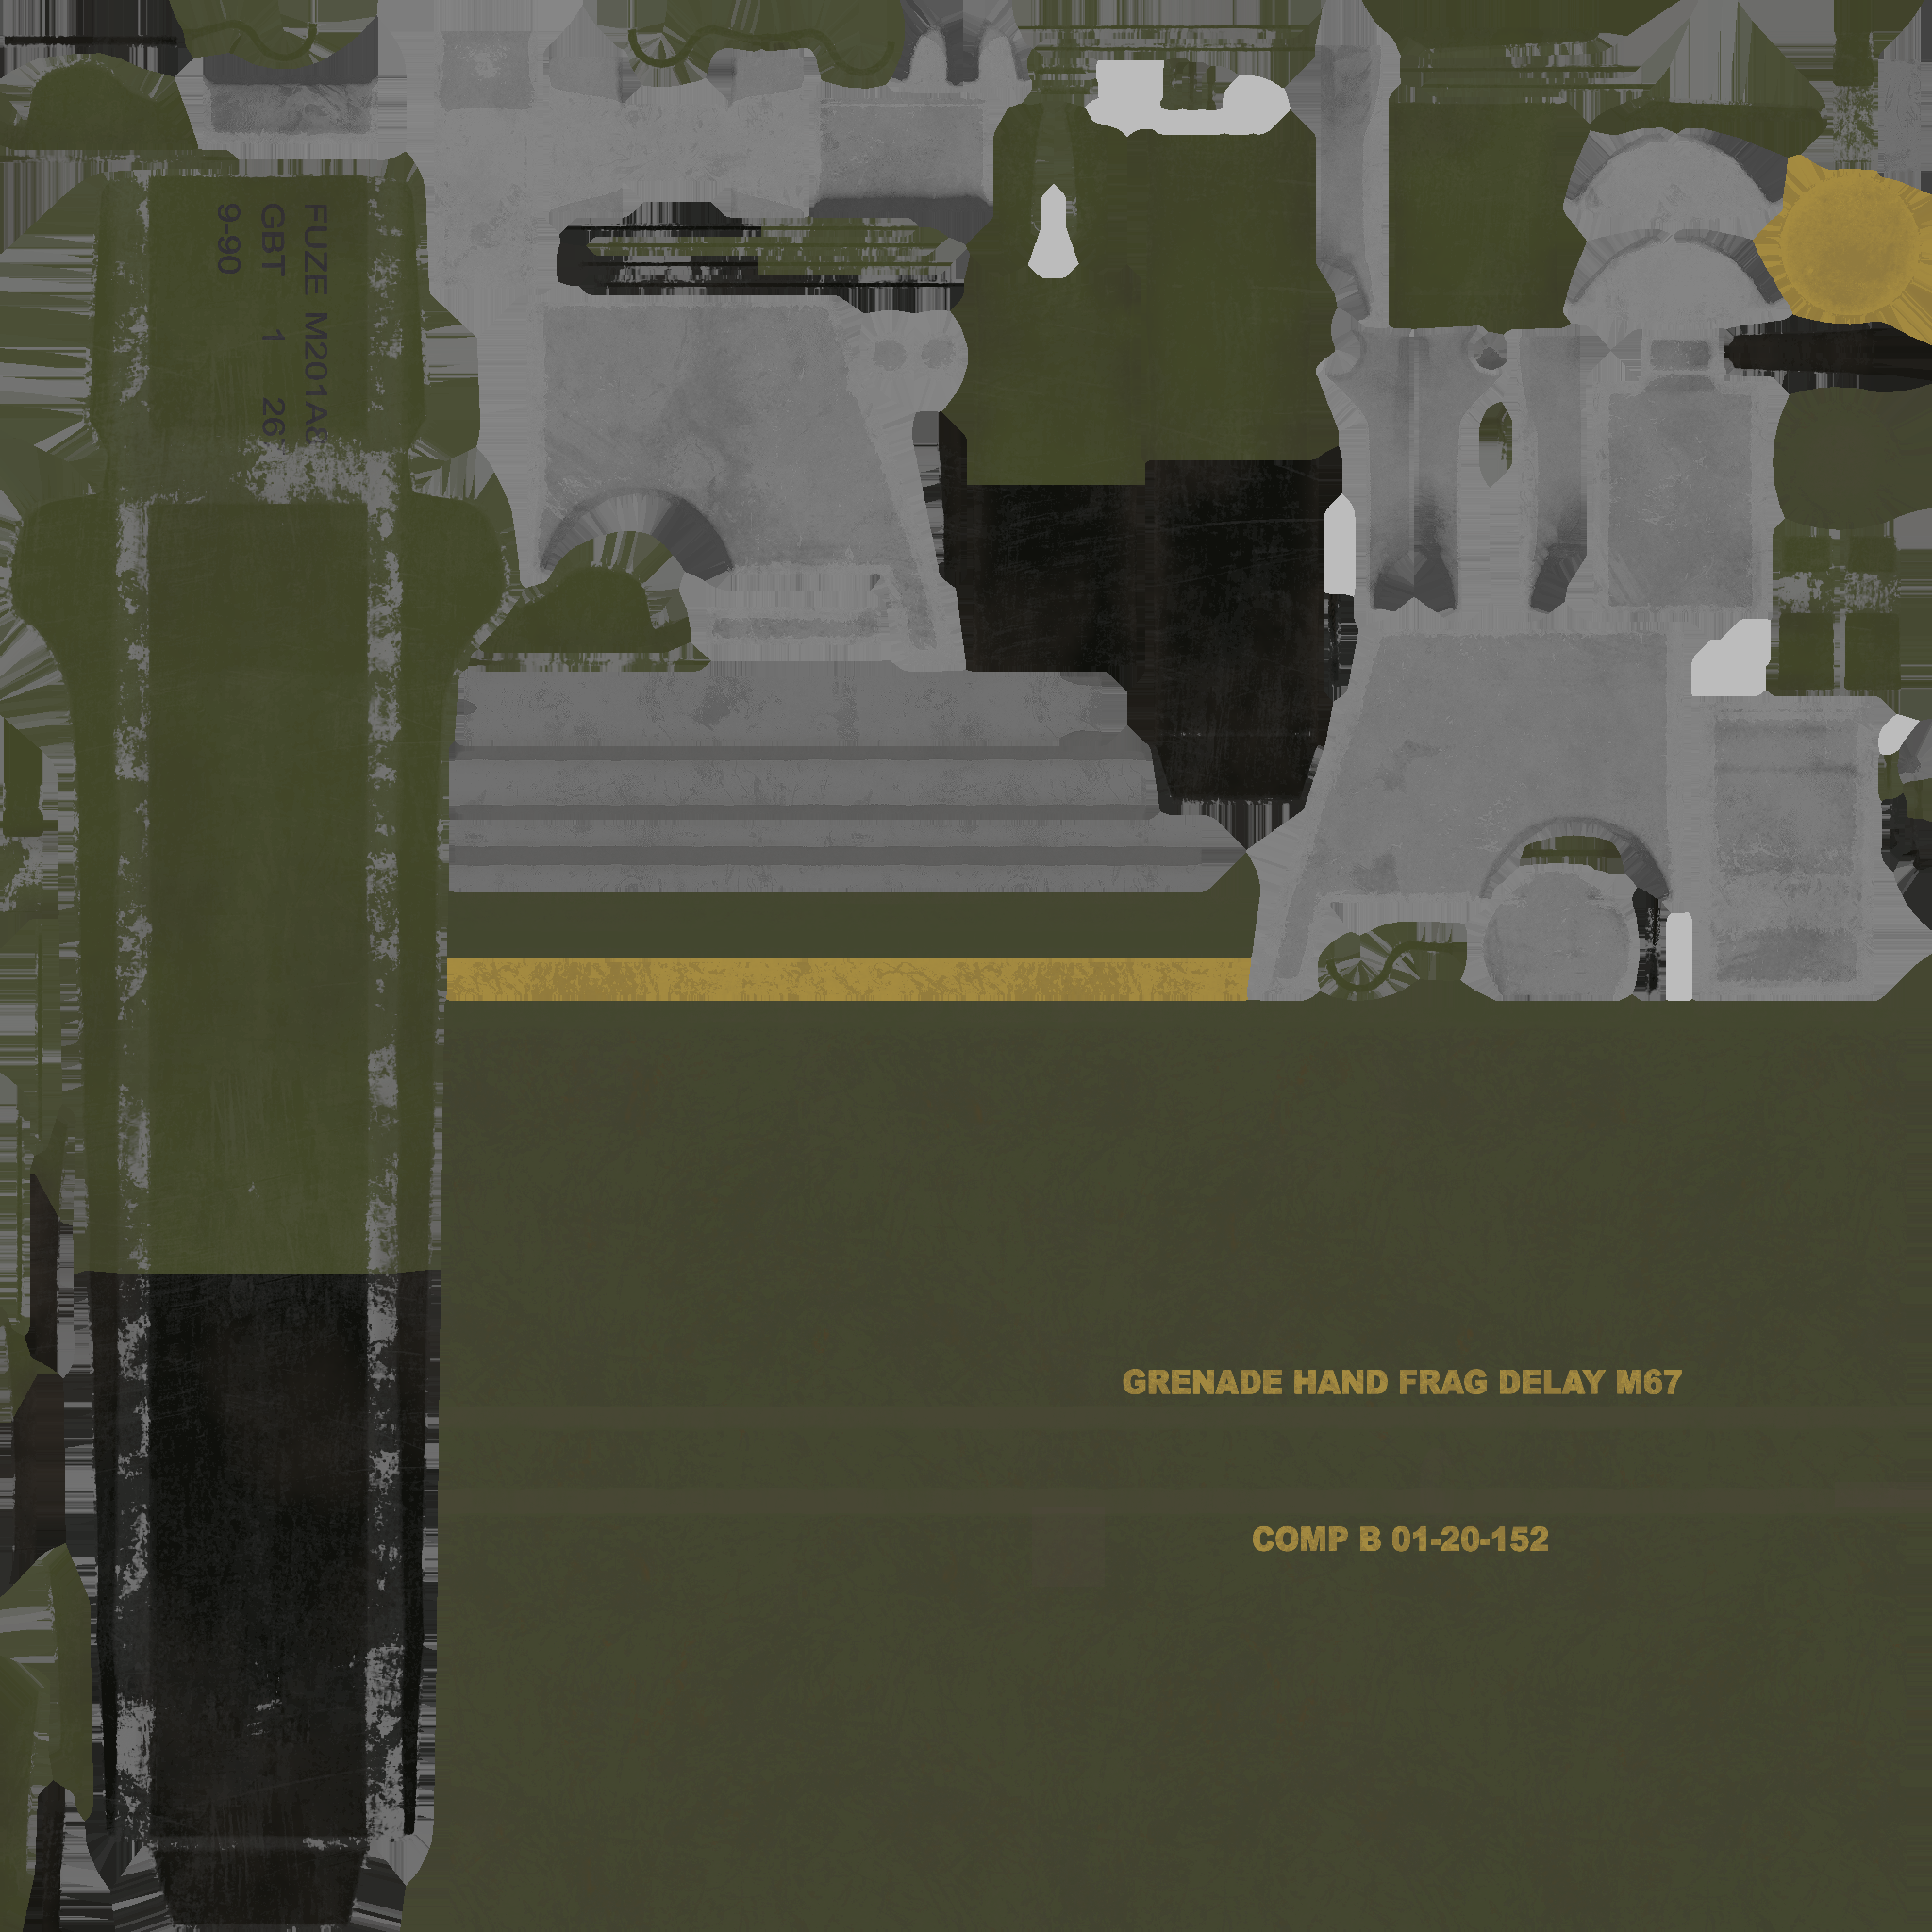 FUZE M201A
GBT 1 26
9-90
GRENADE HAND FRAG DELAY M67
COMP B 01-20-152